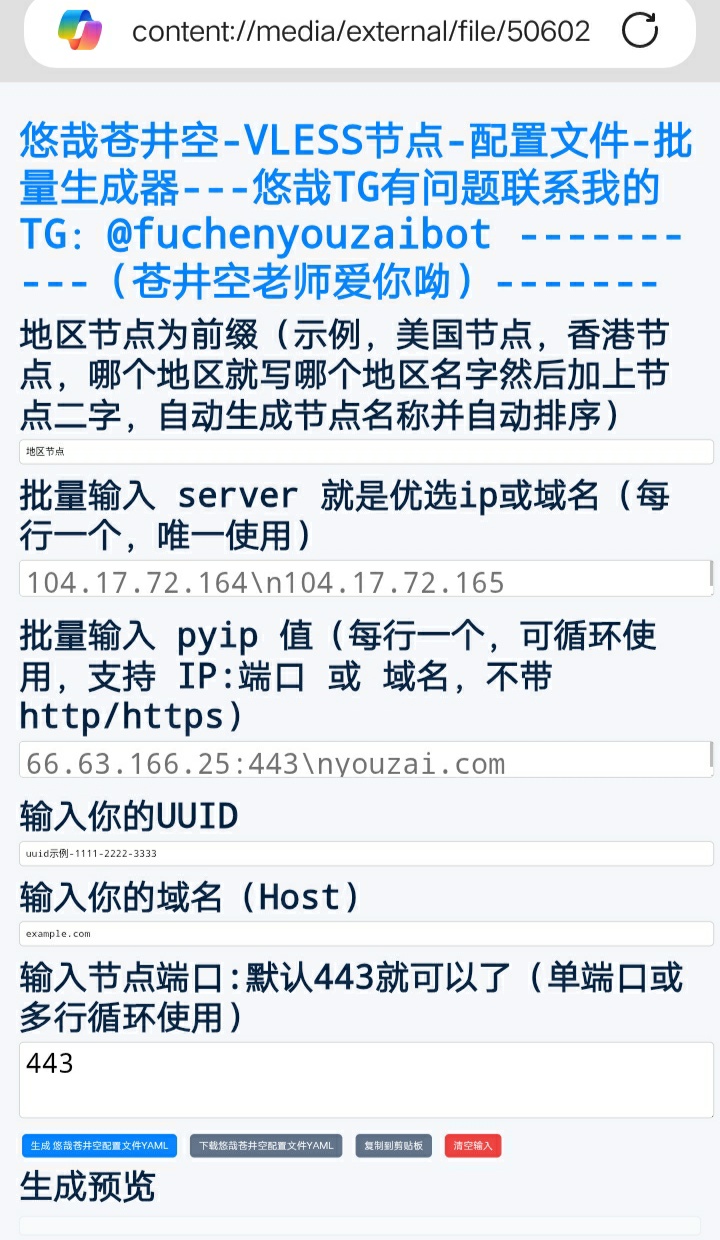 content://media/external/file/50602
悠哉苍井空-VLESS节点-配置文件-批
量生成器---悠哉TG有问题联系我的
TG: @fuchenyouzaibot -------
---（苍井空老师爱你呦）-------
地区节点为前缀（示例，美国节点，香港节
点，哪个地区就写哪个地区名字然后加上节
点二字，自动生成节点名称并自动排序）
地区节点
批量输入 server 就是优选ip或域名（每
行一个，唯一使用）
104.17.72.164\n104.17.72.165
批量输入 pyip 值（每行一个，可循环使
用，支持 IP:端口 或 域名，不带
http/https）
66.63.166.25:443\nyouzai.com
输入你的UUID
uuid示例-1111-2222-3333
输入你的域名（Host）
example.com
输入节点端口:默认443就可以了（单端口或
多行循环使用）
443
生成 悠哉苍井空配置文件YAML 下载悠哉苍井空配置文件YAML 复制到剪贴板 清空输入
生成预览